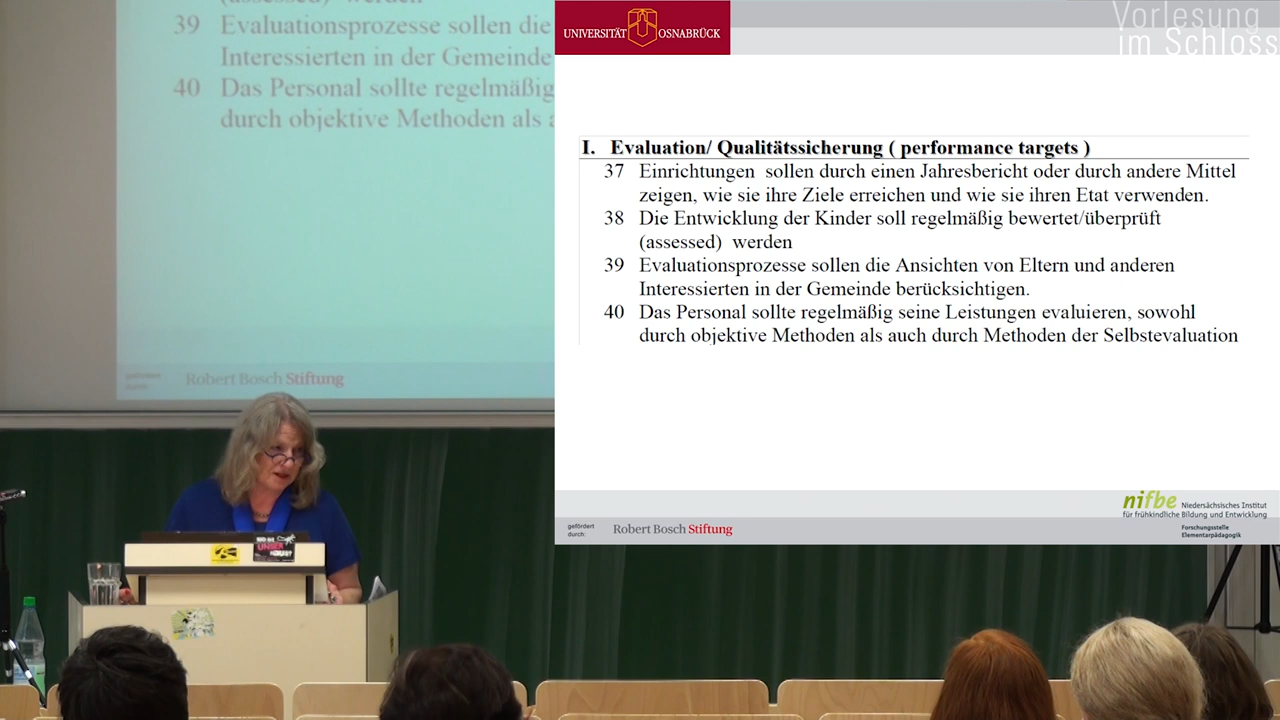 (assessed) werden
39 Evaluationsprozesse sollen die
Interessierten in der Gemeinde
40 Das Personal sollte regelmäßig
durch objektive Methoden als
gefördert
durch:
Robert Bosch Stiftung
UNIVERSITÄT OSNABRÜCK
Vorlesung
im Schloss
I. Evaluation/ Qualitätssicherung ( performance targets )
37 Einrichtungen sollen durch einen Jahresbericht oder durch andere Mittel
zeigen, wie sie ihre Ziele erreichen und wie sie ihren Etat verwenden.
38 Die Entwicklung der Kinder soll regelmäßig bewertet/überprüft
(assessed) werden
39 Evaluationsprozesse sollen die Ansichten von Eltern und anderen
Interessierten in der Gemeinde berücksichtigen.
40 Das Personal sollte regelmäßig seine Leistungen evaluieren, sowohl
durch objektive Methoden als auch durch Methoden der Selbstevaluation
gefördert
durch:
Robert Bosch Stiftung
nifbe Niedersächsisches Institut
für frühkindliche Bildung und Entwicklung
Forschungsstelle
Elementarpädagogik
UNSER